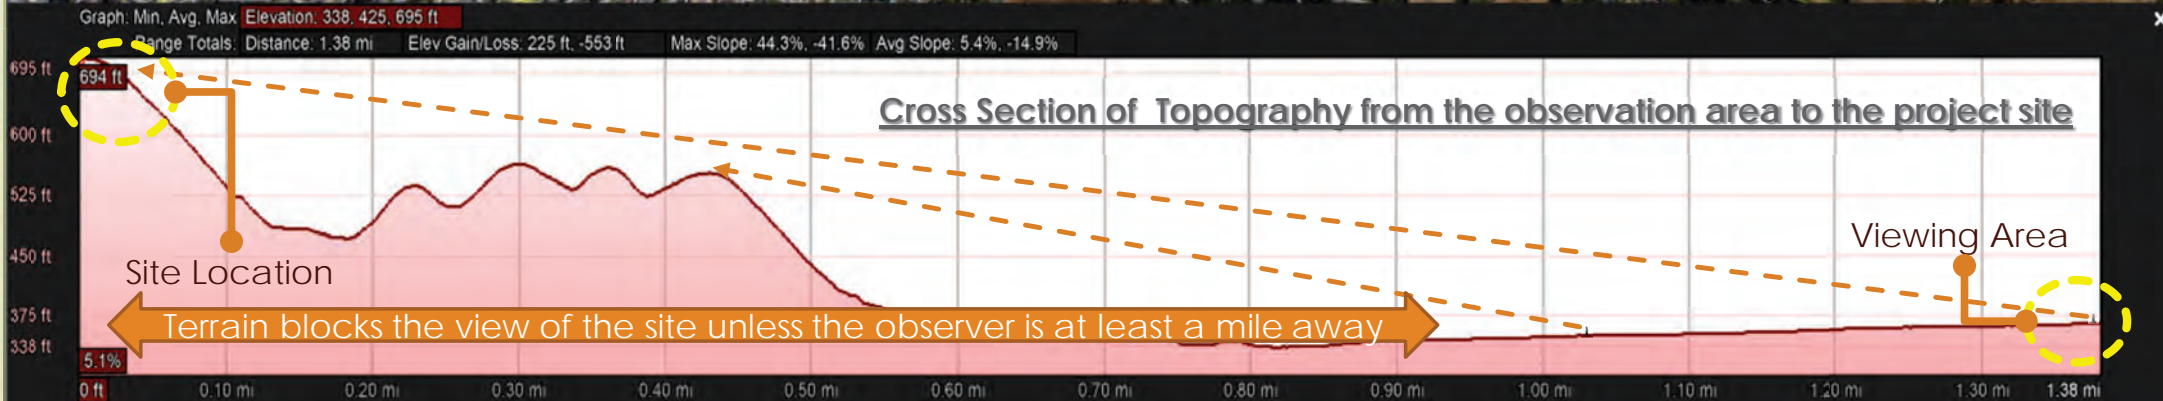 Graph: Min, Avg, Max Elevation: 338, 425, 695 ft
Range Totals: Distance: 1.38 mi Elev Gain/Loss: 225 ft, -553 ft Max Slope: 44.3%, -41.6% Avg Slope: 5.4%, -14.9%
695 ft
694 ft
Cross Section of Topography from the observation area to the project site
600 ft
525 ft
Viewing Area
450 ft
Site Location
375 ft
Terrain blocks the view of the site unless the observer is at least a mile away
338 ft
5.1%
0 ft 0.10 mi 0.20 mi 0.30 mi 0.40 mi 0.50 mi 0.60 mi 0.70 mi 0.80 mi 0.90 mi 1.00 mi 1.10 mi 1.20 mi 1.30 mi 1.38 mi